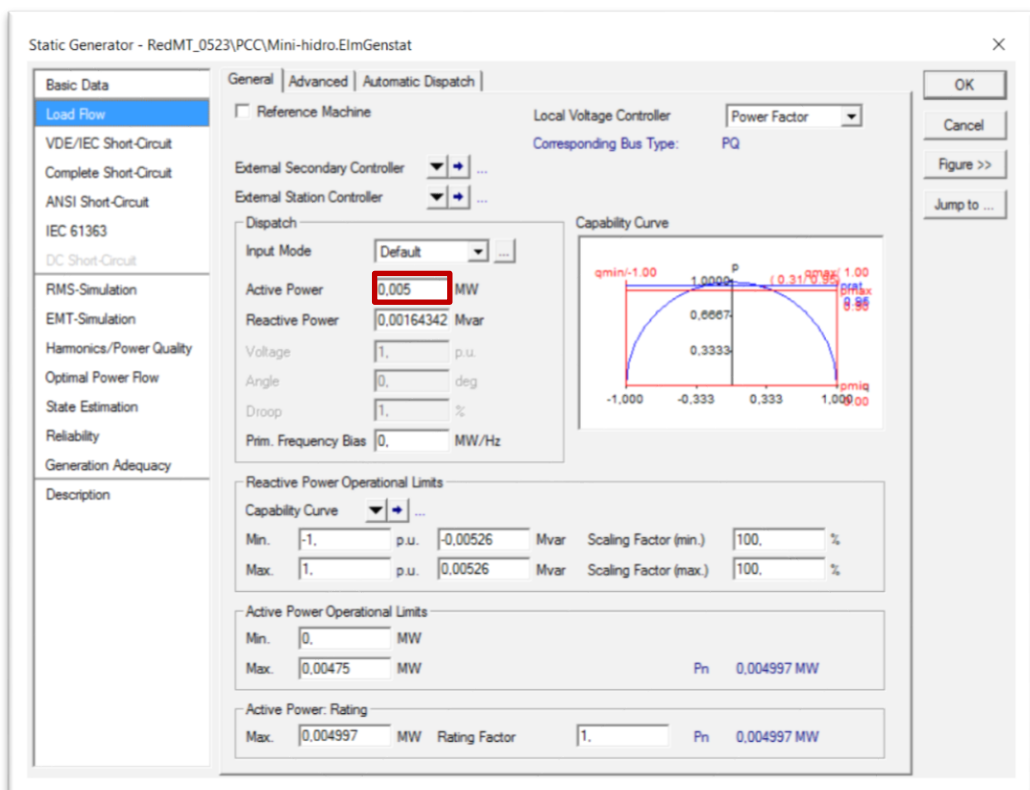 Static Generator - RedMT_0523\PCC\Mini-hidro.ElmGenstat
Basic Data
Load Flow
VDE/IEC Short-Circuit
Complete Short-Circuit
ANSI Short-Circuit
IEC 61363
DC Short-Circuit
RMS-Simulation
EMT-Simulation
Harmonics/Power Quality
Optimal Power Flow
State Estimation
Reliability
Generation Adequacy
Description
General Advanced Automatic Dispatch
Reference Machine
Local Voltage Controller Power Factor
Corresponding Bus Type: PQ
External Secondary Controller ...
External Station Controller ...
Dispatch
Input Mode Default ...
Active Power 0,005 MW
Reactive Power 0,00164342 Mvar
Voltage 1, p.u.
Angle 0, deg
Droop 1, %
Prim. Frequency Bias 0, MW/Hz
Capability Curve
qmin/-1.00 p qmax/ 1.00
1,0000 ( 0.31/ 0.95) prat
pmax
0.95
0,6667
0,3333
pmin
-1,000 -0,333 0,333 1,000
Reactive Power Operational Limits
Capability Curve ...
Min. -1, p.u. -0,00526 Mvar Scaling Factor (min.) 100, %
Max. 1, p.u. 0,00526 Mvar Scaling Factor (max.) 100, %
Active Power Operational Limits
Min. 0, MW
Max. 0,00475 MW Pn 0,004997 MW
Active Power: Rating
Max. 0,004997 MW Rating Factor 1, Pn 0,004997 MW
OK
Cancel
Figure >>
Jump to ...